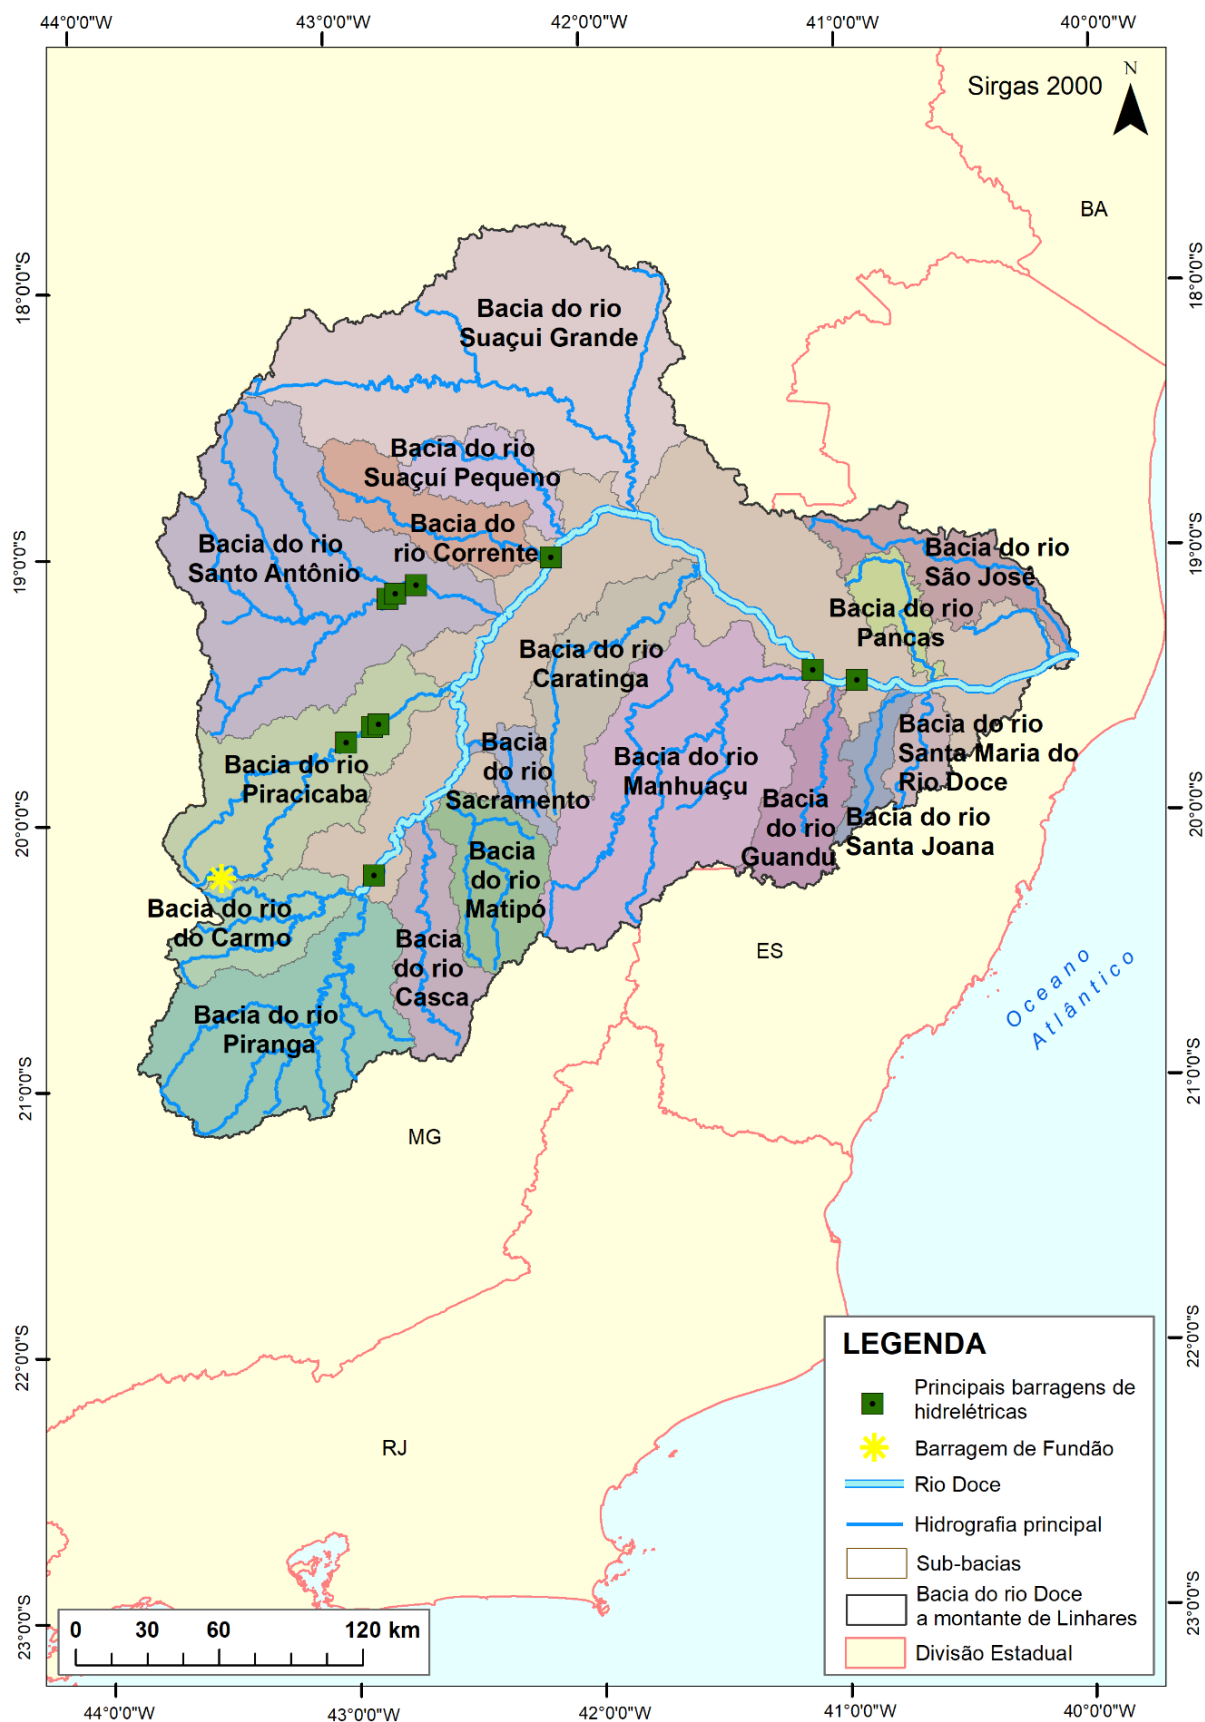 44°0'0"W
43°0'0"W
42°0'0"W
41°0'0"W
40°0'0"W
Sirgas 2000
N
BA
18°0'0"S
18°0'0"S
Bacia do rio
Suaçui Grande
Bacia do rio
Suaçuí Pequeno
Bacia do
rio Corrente
Bacia do rio
Santo Antônio
19°0'0"S
19°0'0"S
Bacia do rio
São José
Bacia do rio
Pancas
Bacia do rio
Caratinga
Bacia do rio
Santa Maria do
Rio Doce
Bacia
do rio
Sacramento
Bacia do rio
Manhuaçu
Bacia do rio
Piracicaba
Bacia
do rio
Guandu
Bacia do rio
Santa Joana
20°0'0"S
20°0'0"S
Bacia
do rio
Matipó
Bacia do rio
do Carmo
Bacia
do rio
Casca
ES
Oceano
Atlântico
Bacia do rio
Piranga
21°0'0"S
21°0'0"S
MG
22°0'0"S
22°0'0"S
RJ
LEGENDA
Principais barragens de
hidrelétricas
Barragem de Fundão
Rio Doce
Hidrografia principal
Sub-bacias
Bacia do rio Doce
a montante de Linhares
Divisão Estadual
23°0'0"S
23°0'0"S
0 30 60 120 km
44°0'0"W
43°0'0"W
42°0'0"W
41°0'0"W
40°0'0"W